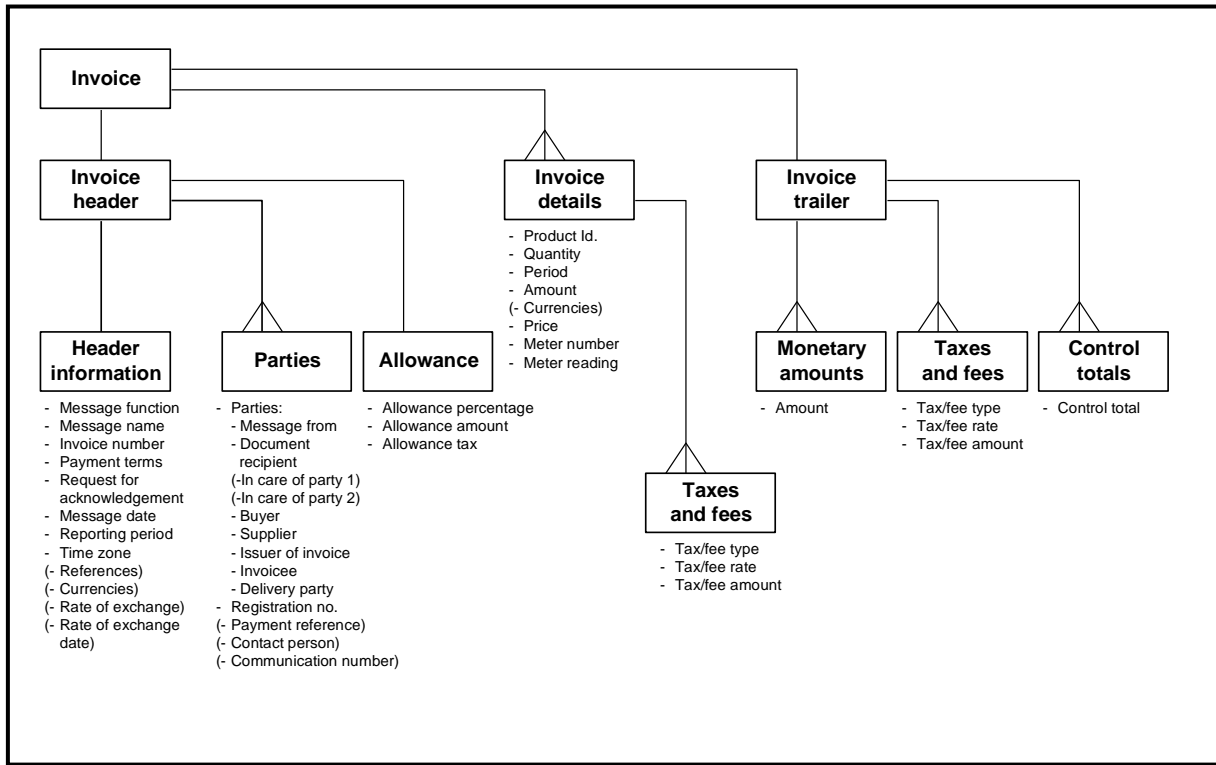 Invoice
Invoice
header
Invoice
details
Invoice
trailer
- Product Id.
- Quantity
- Period
- Amount
(- Currencies)
- Price
- Meter number
- Meter reading
Header
information
- Message function
- Message name
- Invoice number
- Payment terms
- Request for
acknowledgement
- Message date
- Reporting period
- Time zone
(- References)
(- Currencies)
(- Rate of exchange)
(- Rate of exchange
date)
Parties
- Parties:
- Message from
- Document
recipient
(-In care of party 1)
(-In care of party 2)
- Buyer
- Supplier
- Issuer of invoice
- Invoicee
- Delivery party
- Registration no.
(- Payment reference)
(- Contact person)
(- Communication number)
Allowance
- Allowance percentage
- Allowance amount
- Allowance tax
Taxes
and fees
- Tax/fee type
- Tax/fee rate
- Tax/fee amount
Monetary
amounts
- Amount
Taxes
and fees
- Tax/fee type
- Tax/fee rate
- Tax/fee amount
Control
totals
- Control total